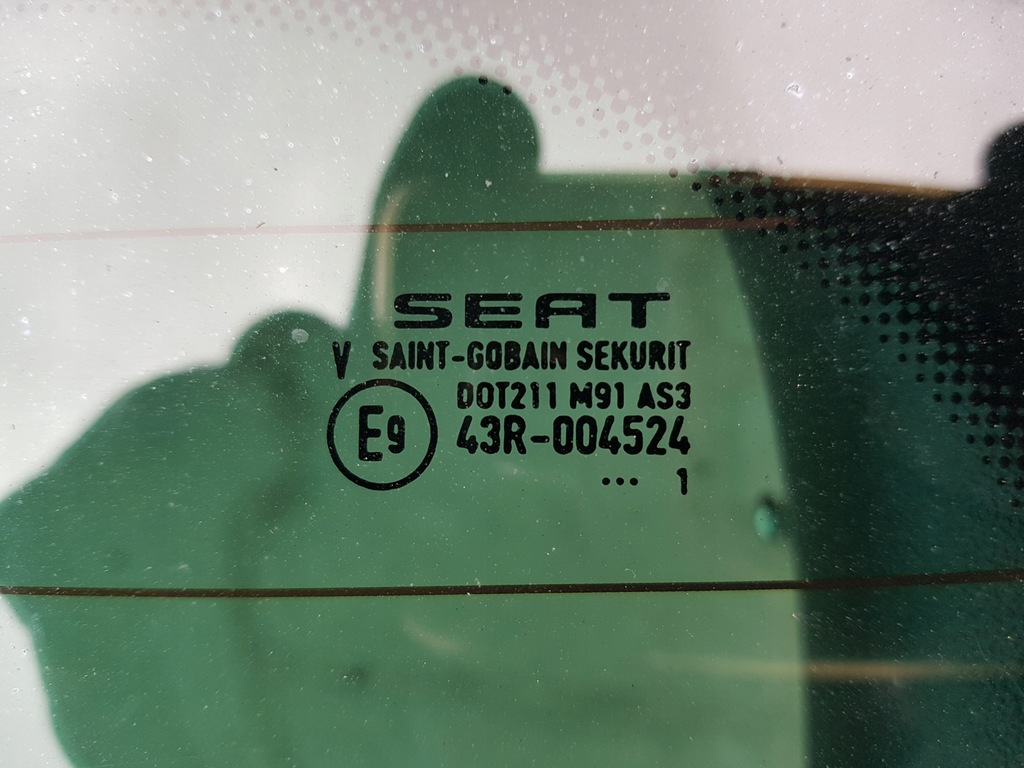 SEAT
V SAINT-GOBAIN SEKURIT
DOT211 M91 AS3
E9 43R-004524
... 1